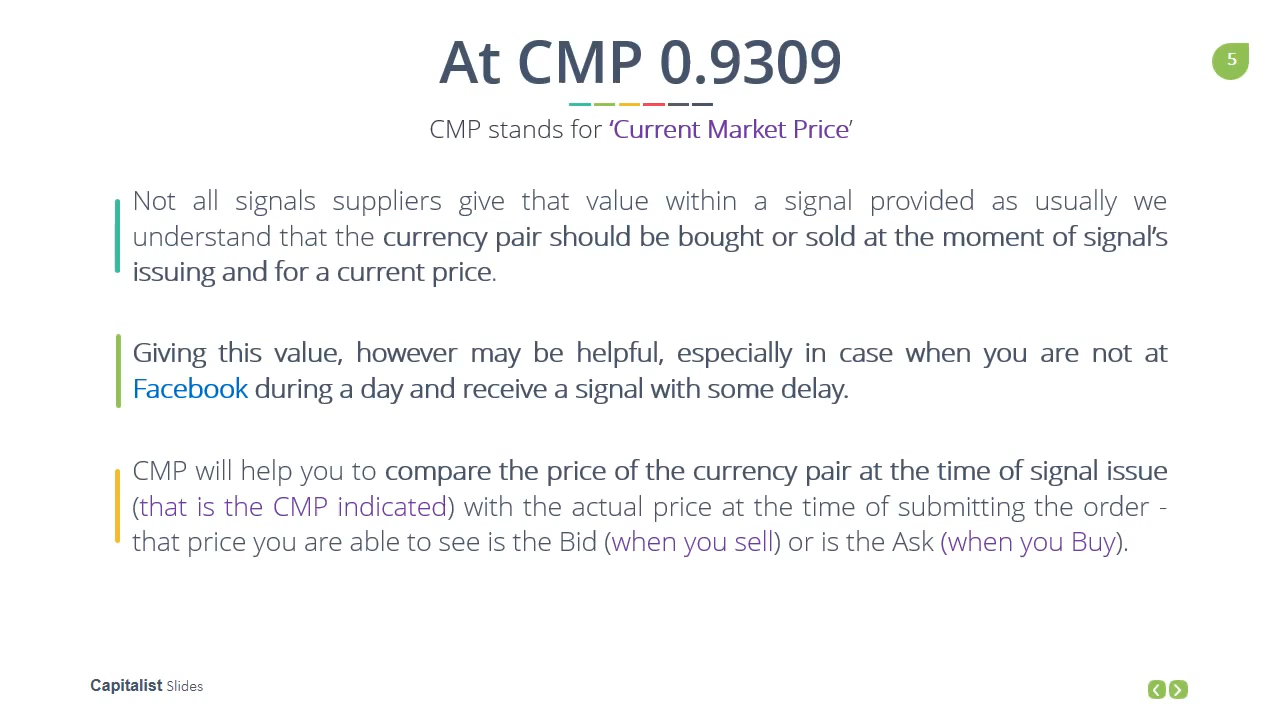 At CMP 0.9309
5
CMP stands for ‘Current Market Price’
Not all signals suppliers give that value within a signal provided as usually we
understand that the currency pair should be bought or sold at the moment of signal’s
issuing and for a current price.
Giving this value, however may be helpful, especially in case when you are not at
Facebook during a day and receive a signal with some delay.
CMP will help you to compare the price of the currency pair at the time of signal issue
(that is the CMP indicated) with the actual price at the time of submitting the order -
that price you are able to see is the Bid (when you sell) or is the Ask (when you Buy).
Capitalist Slides